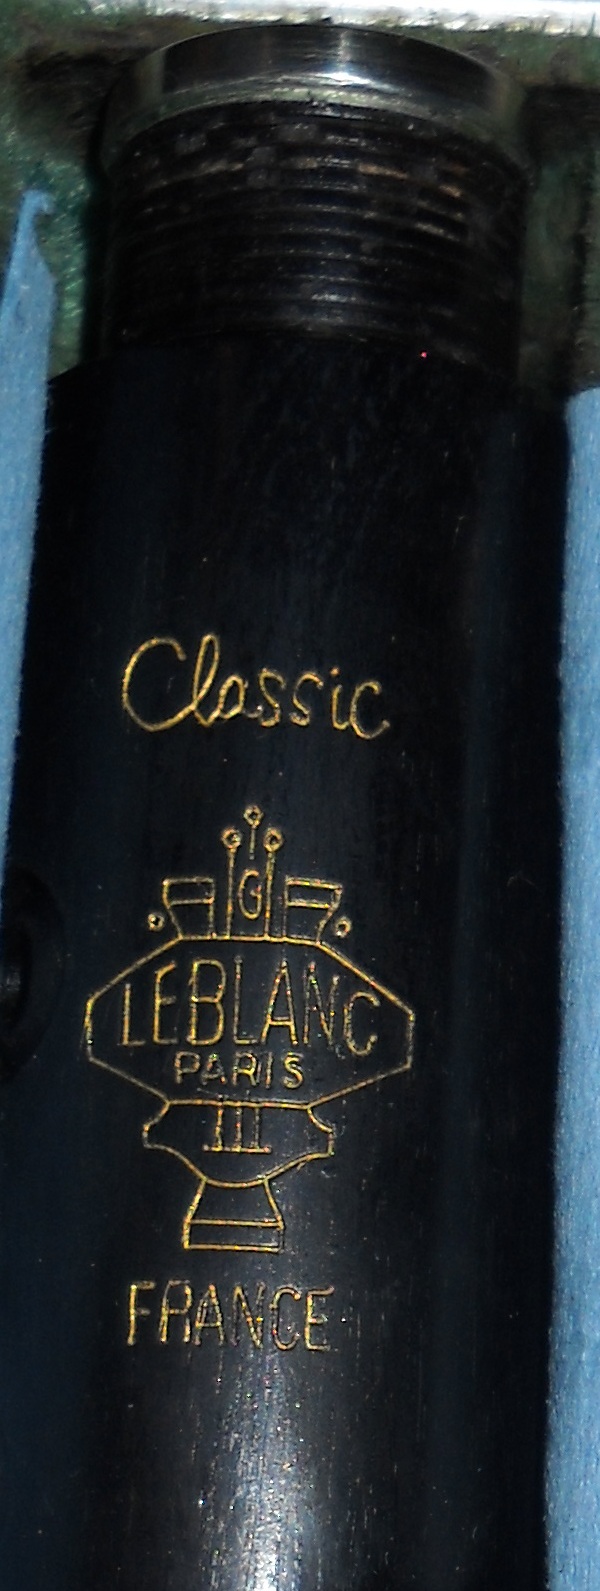 Classic
G
LEBLANC
PARIS
III
FRANCE